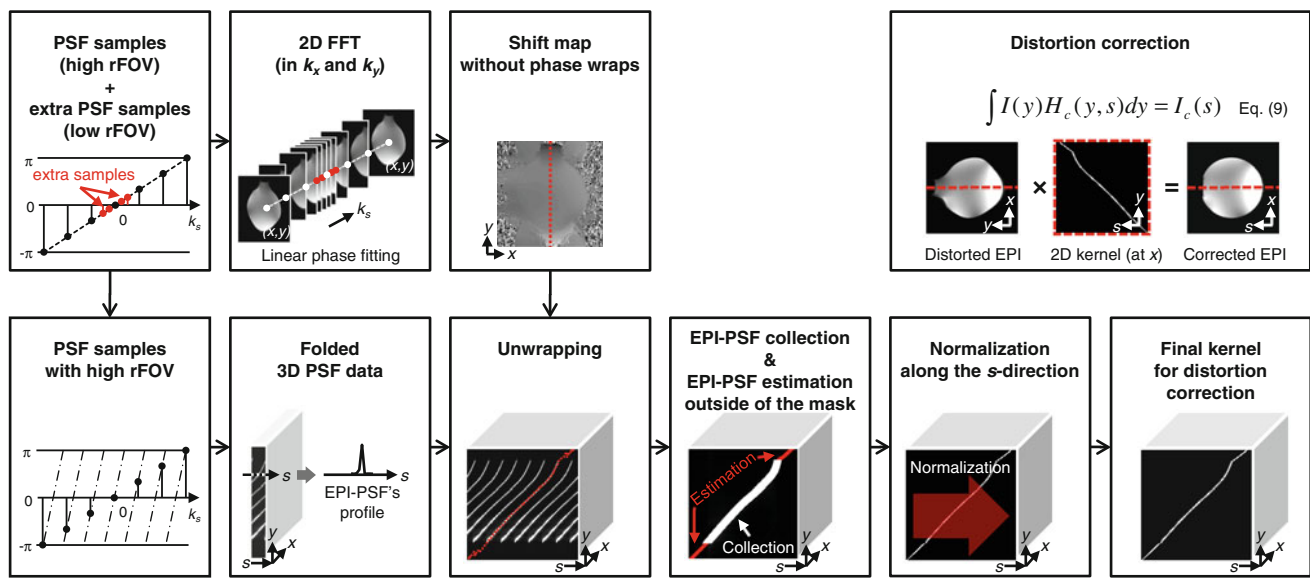 PSF samples
(high rFOV)
+
extra PSF samples
(low rFOV)
π
extra samples
0
0
kₛ
-π
2D FFT
(in kₓ and k_y)
(x,y)
(x,y)
kₛ
Linear phase fitting
Shift map
without phase wraps
y
x
Distortion correction
∫ I(y)H_c(y,s)dy = I_c(s) Eq. (9)
x
y
×
y
s
=
x
s
Distorted EPI
2D kernel (at x)
Corrected EPI
PSF samples
with high rFOV
π
0
0
kₛ
-π
Folded
3D PSF data
s
s
EPI-PSF's
profile
y
x
s
Unwrapping
y
x
s
EPI-PSF collection
&
EPI-PSF estimation
outside of the mask
Estimation
Collection
y
x
s
Normalization
along the s-direction
Normalization
y
x
s
Final kernel
for distortion
correction
y
x
s